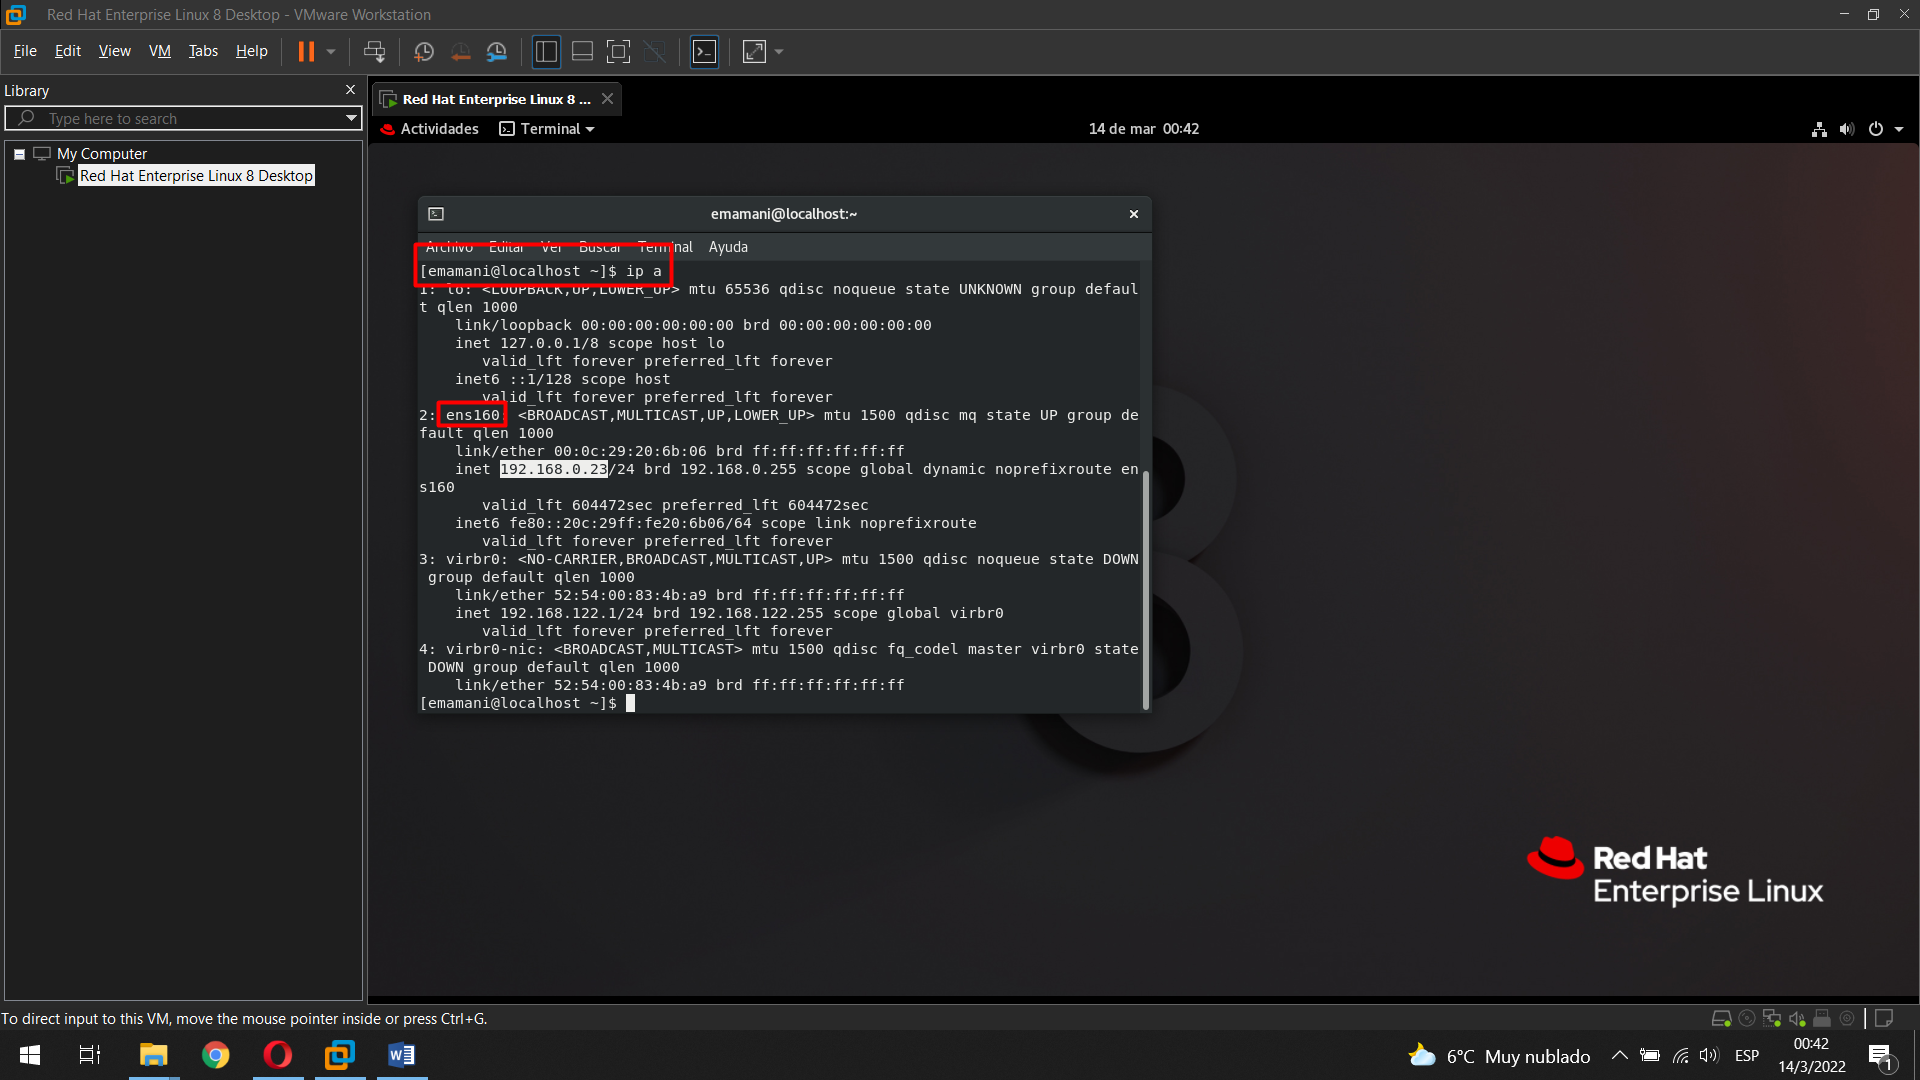 Red Hat Enterprise Linux 8 Desktop - VMware Workstation
File Edit View VM Tabs Help
Library
Type here to search
My Computer
Red Hat Enterprise Linux 8 Desktop
Red Hat Enterprise Linux 8 ...
Actividades Terminal 14 de mar 00:42
emamani@localhost:~
Archivo Editar Ver Buscar Terminal Ayuda
[emamani@localhost ~]$ ip a
1: lo: <LOOPBACK,UP,LOWER_UP> mtu 65536 qdisc noqueue state UNKNOWN group defaul
t qlen 1000
link/loopback 00:00:00:00:00:00 brd 00:00:00:00:00:00
inet 127.0.0.1/8 scope host lo
valid_lft forever preferred_lft forever
inet6 ::1/128 scope host
valid_lft forever preferred_lft forever
2: ens160: <BROADCAST,MULTICAST,UP,LOWER_UP> mtu 1500 qdisc mq state UP group de
fault qlen 1000
link/ether 00:0c:29:20:6b:06 brd ff:ff:ff:ff:ff:ff
inet 192.168.0.23/24 brd 192.168.0.255 scope global dynamic noprefixroute en
s160
valid_lft 604472sec preferred_lft 604472sec
inet6 fe80::20c:29ff:fe20:6b06/64 scope link noprefixroute
valid_lft forever preferred_lft forever
3: virbr0: <NO-CARRIER,BROADCAST,MULTICAST,UP> mtu 1500 qdisc noqueue state DOWN
group default qlen 1000
link/ether 52:54:00:83:4b:a9 brd ff:ff:ff:ff:ff:ff
inet 192.168.122.1/24 brd 192.168.122.255 scope global virbr0
valid_lft forever preferred_lft forever
4: virbr0-nic: <BROADCAST,MULTICAST> mtu 1500 qdisc fq_codel master virbr0 state
DOWN group default qlen 1000
link/ether 52:54:00:83:4b:a9 brd ff:ff:ff:ff:ff:ff
[emamani@localhost ~]$
Red Hat
Enterprise Linux
To direct input to this VM, move the mouse pointer inside or press Ctrl+G.
6°C Muy nublado ESP
00:42
14/3/2022
1